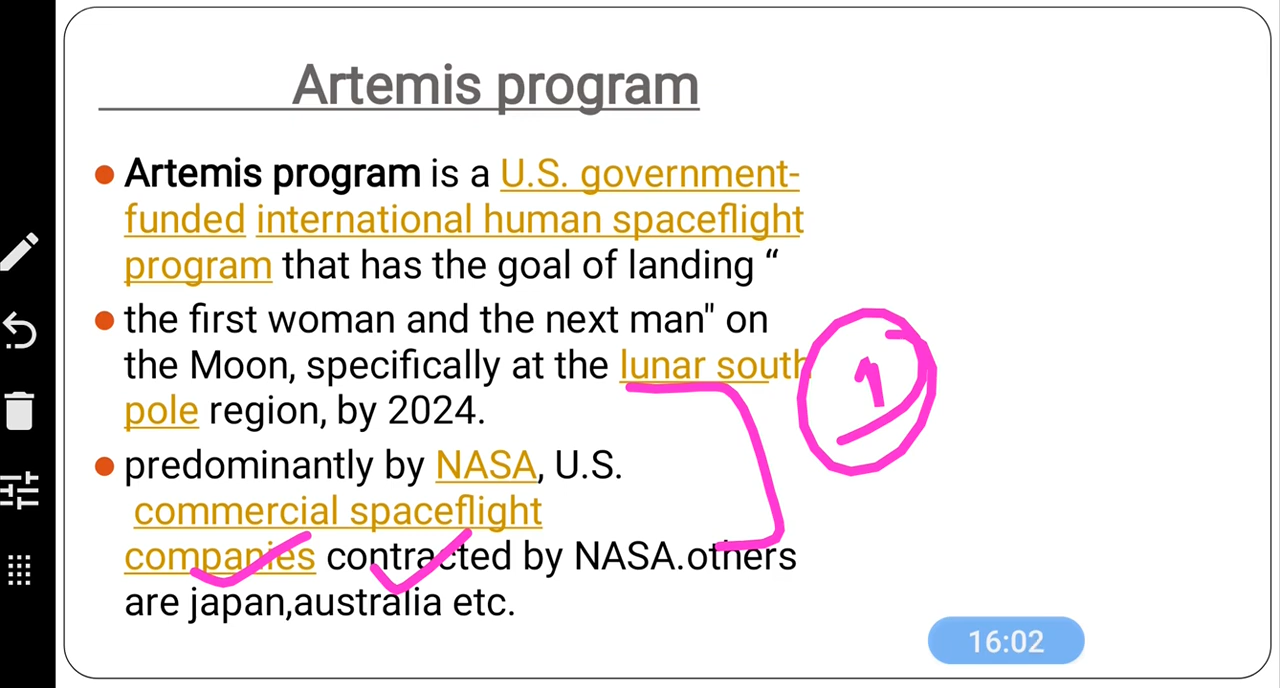 Artemis program
Artemis program is a U.S. government-
funded international human spaceflight
program that has the goal of landing “
the first woman and the next man" on
the Moon, specifically at the lunar south
pole region, by 2024.
predominantly by NASA, U.S.
commercial spaceflight
companies contracted by NASA.others
are japan,australia etc.
1
16:02